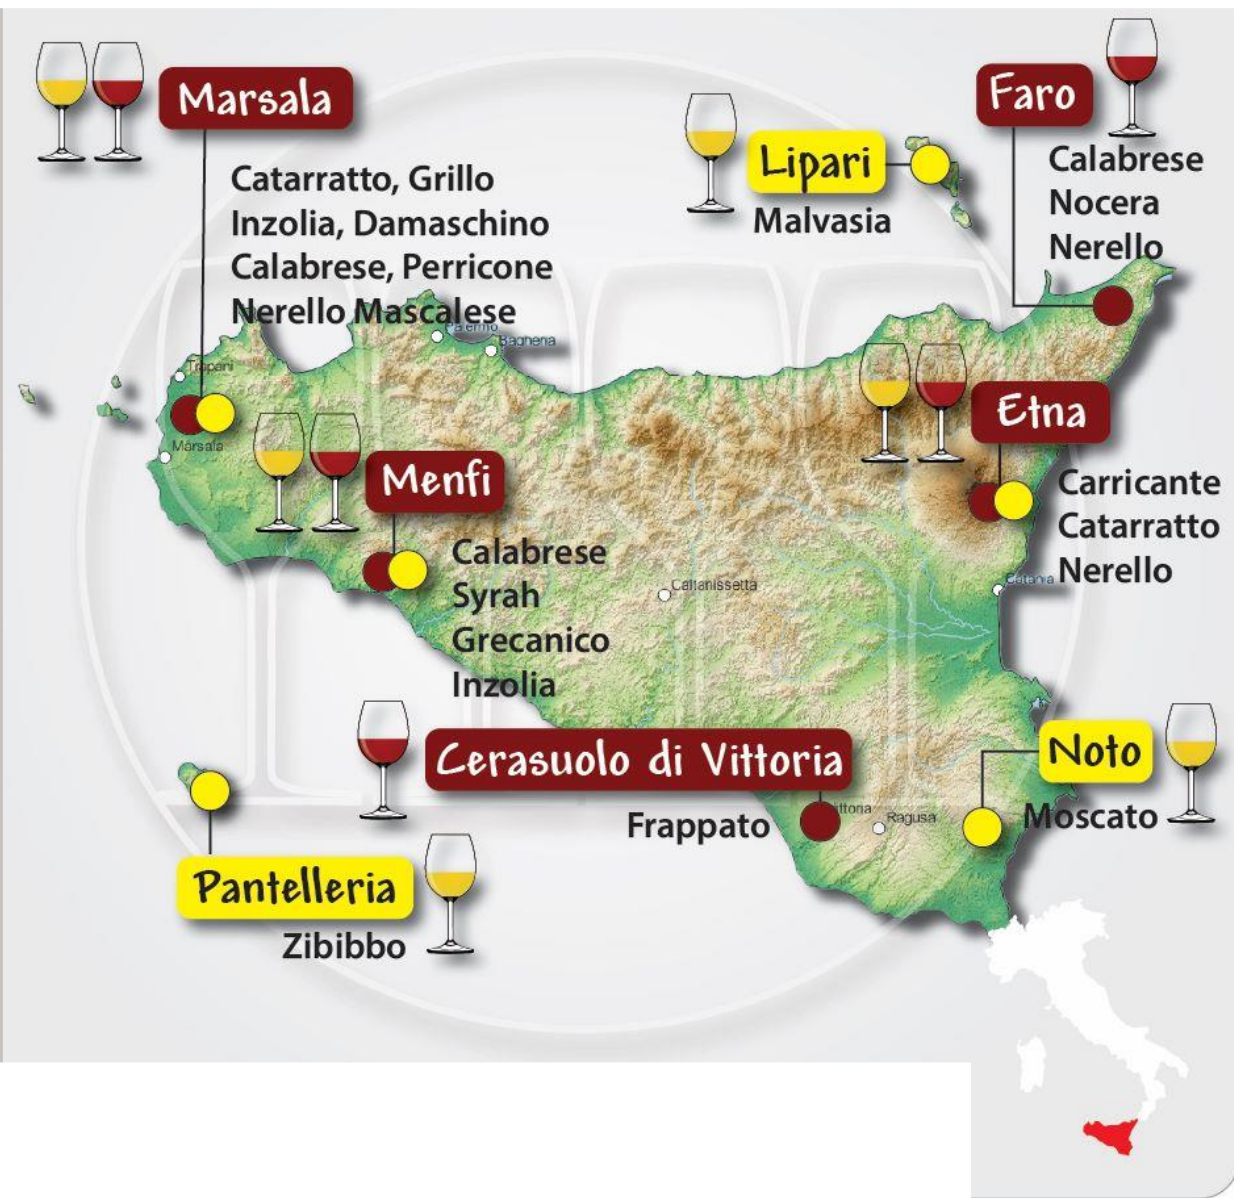 Marsala
Catarratto, Grillo
Inzolia, Damaschino
Calabrese, Perricone
Nerello Mascalese
Lipari
Malvasia
Faro
Calabrese
Nocera
Nerello
Palermo
Bagheria
Trapani
Marsala
Menfi
Calabrese
Syrah
Grecanico
Inzolia
Etna
Carricante
Catarratto
Nerello
Catania
Caltanissetta
Cerasuolo di Vittoria
Frappato
ittoria
Ragusa
Noto
Moscato
Pantelleria
Zibibbo